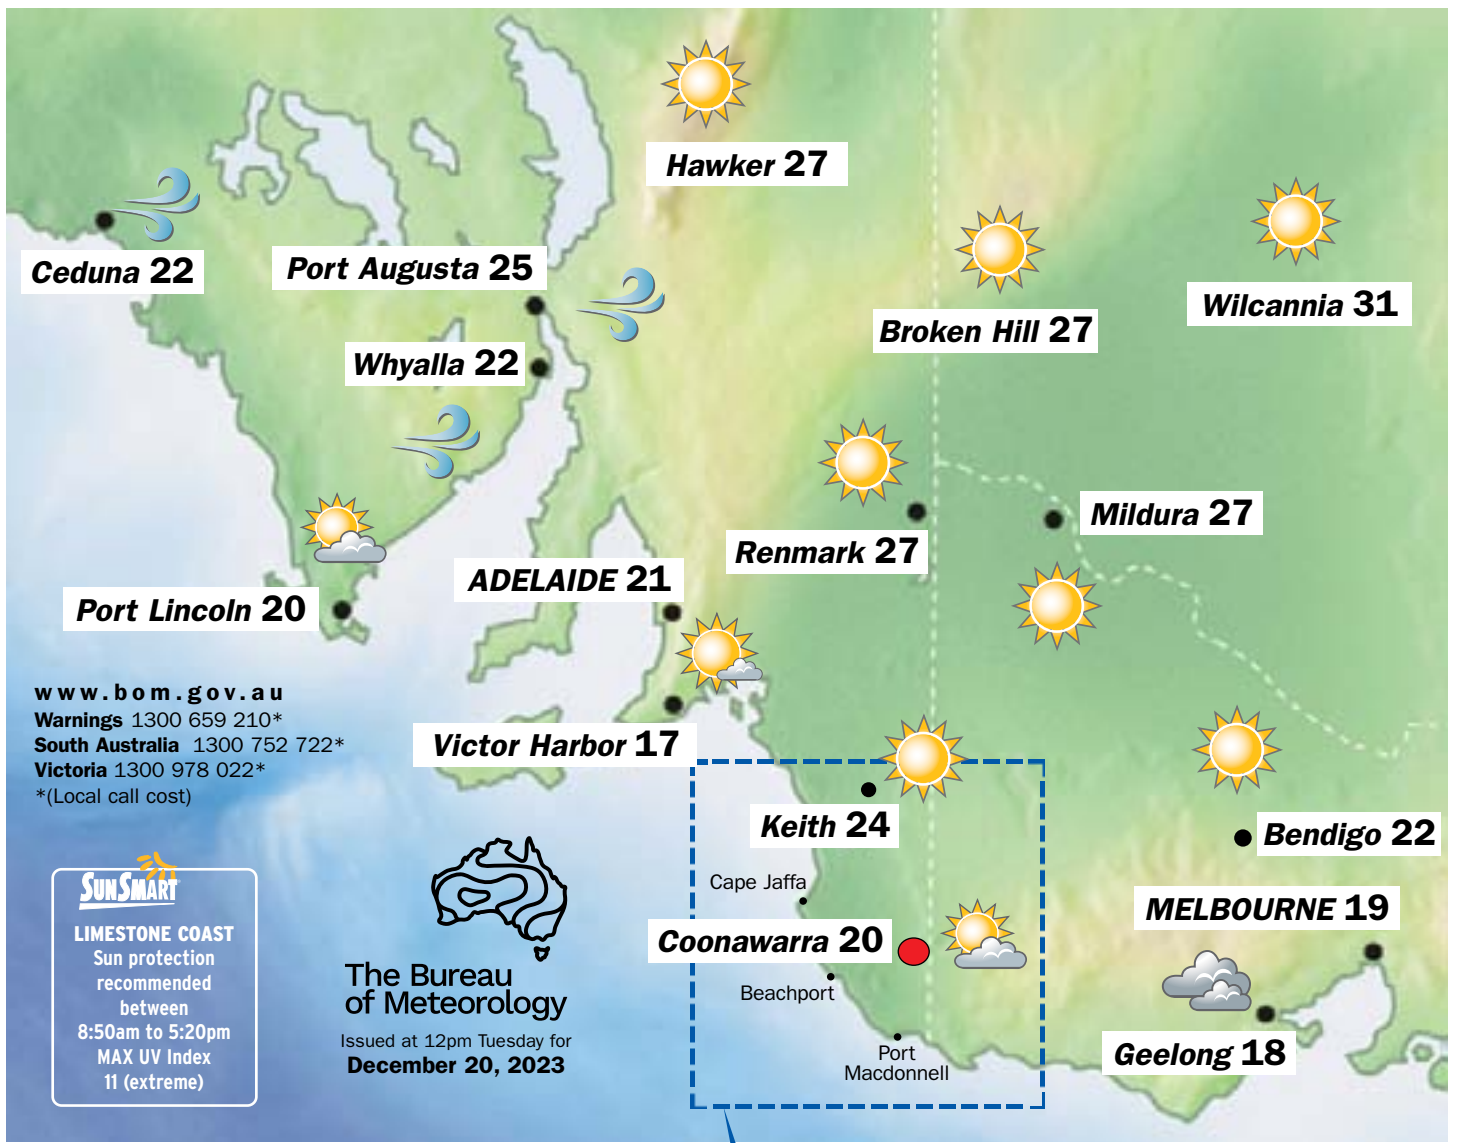 Hawker 27
Ceduna 22
Port Augusta 25
Wilcannia 31
Broken Hill 27
Whyalla 22
Mildura 27
Renmark 27
ADELAIDE 21
Port Lincoln 20
www.bom.gov.au
Warnings 1300 659 210*
South Australia 1300 752 722*
Victoria 1300 978 022*
*(Local call cost)
Victor Harbor 17
Keith 24
Bendigo 22
Cape Jaffa
MELBOURNE 19
Coonawarra 20
Beachport
Port
Macdonnell
Geelong 18
SUNSMART
LIMESTONE COAST
Sun protection
recommended
between
8:50am to 5:20pm
MAX UV Index
11 (extreme)
The Bureau
of Meteorology
Issued at 12pm Tuesday for
December 20, 2023